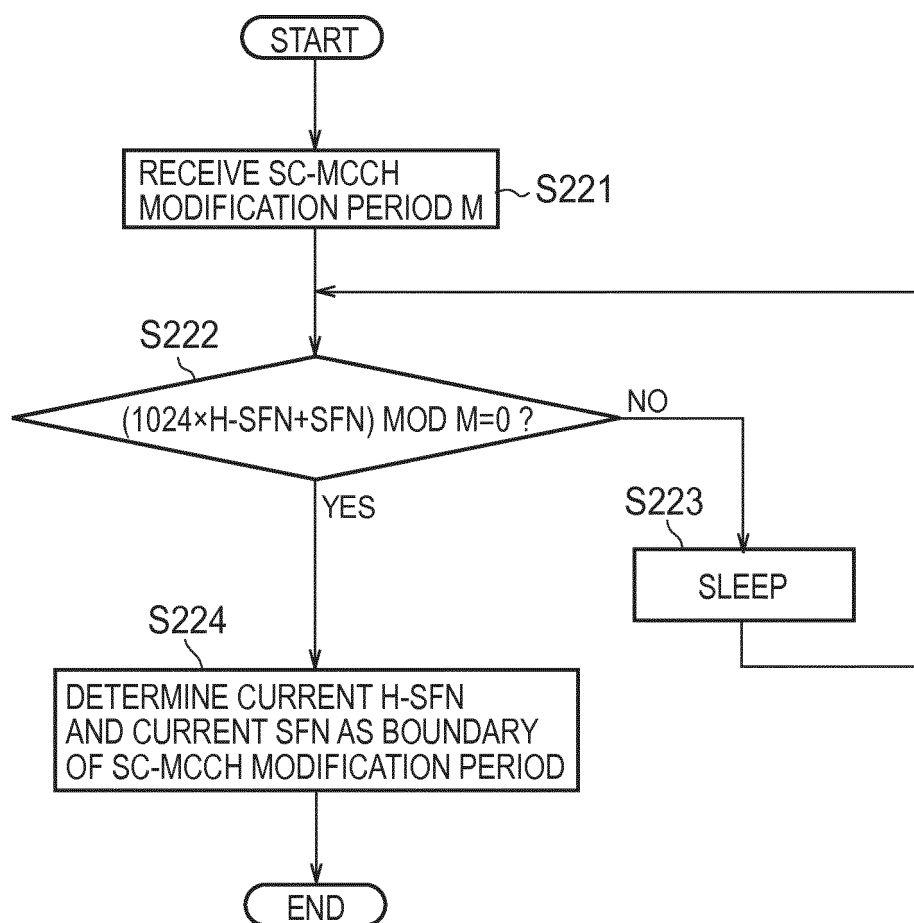 START
RECEIVE SC-MCCH
MODIFICATION PERIOD M
S221
S222
(1024×H-SFN+SFN) MOD M=0 ?
NO
YES
S223
SLEEP
S224
DETERMINE CURRENT H-SFN
AND CURRENT SFN AS BOUNDARY
OF SC-MCCH MODIFICATION PERIOD
END